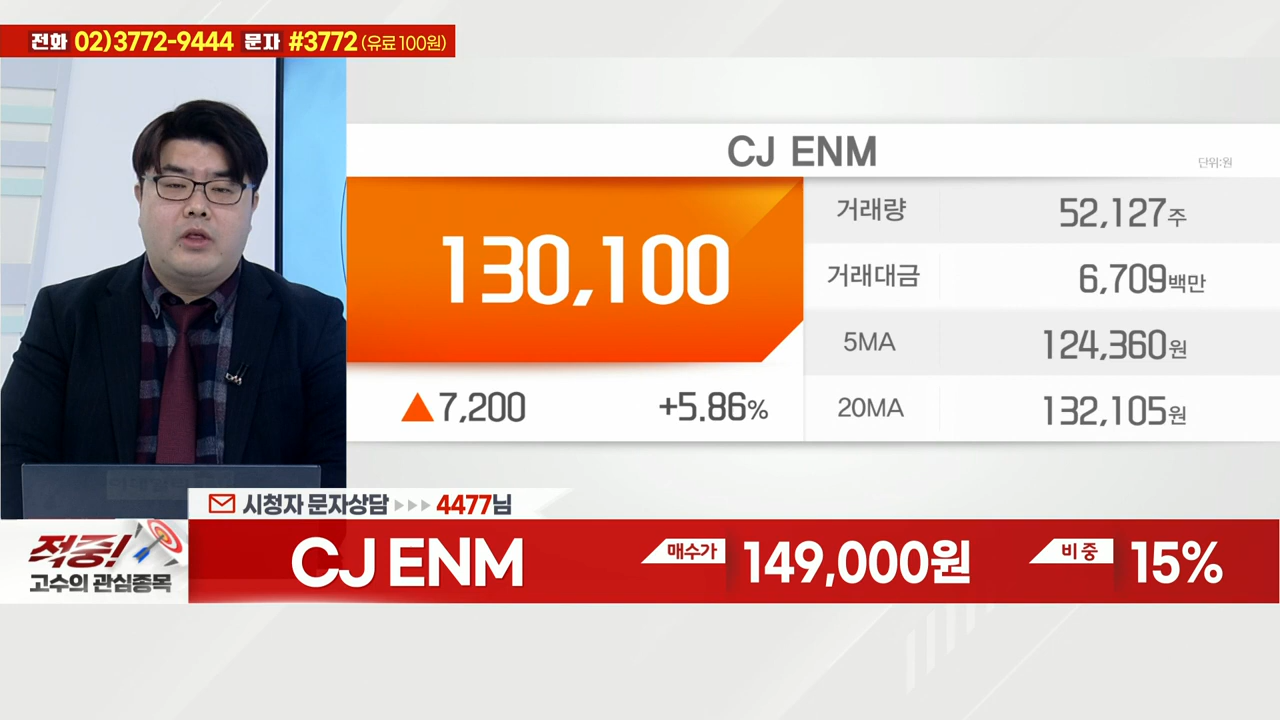 전화 02)3772-9444 문자 #3772 (유료 100원)
CJ ENM
단위:원
130,100
▲7,200 +5.86%
거래량 52,127주
거래대금 6,709백만
5MA 124,360원
20MA 132,105원
시청자 문자상담 ▶▶▶ 4477님
적중!
고수의 관심종목
CJ ENM 매수가 149,000원 비중 15%